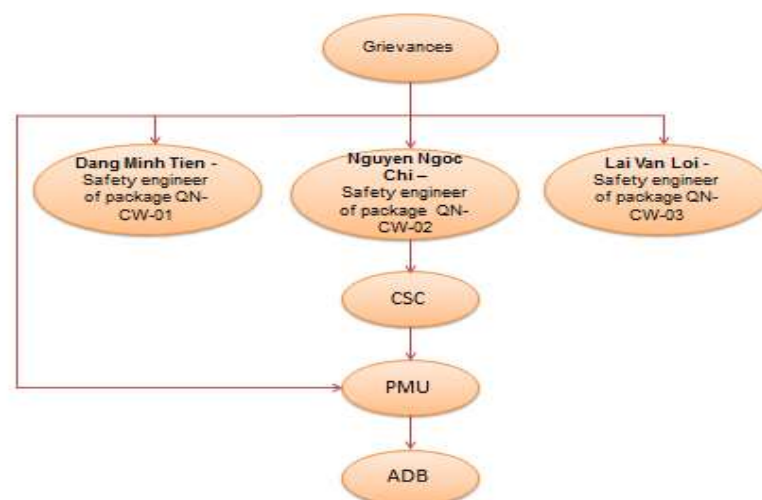 Grievances
Dang Minh Tien -
Safety engineer
of package QN-
CW-01
Nguyen Ngoc
Chi –
Safety engineer
of package QN-
CW-02
Lai Van Loi -
Safety engineer
of package QN-
CW-03
CSC
PMU
ADB